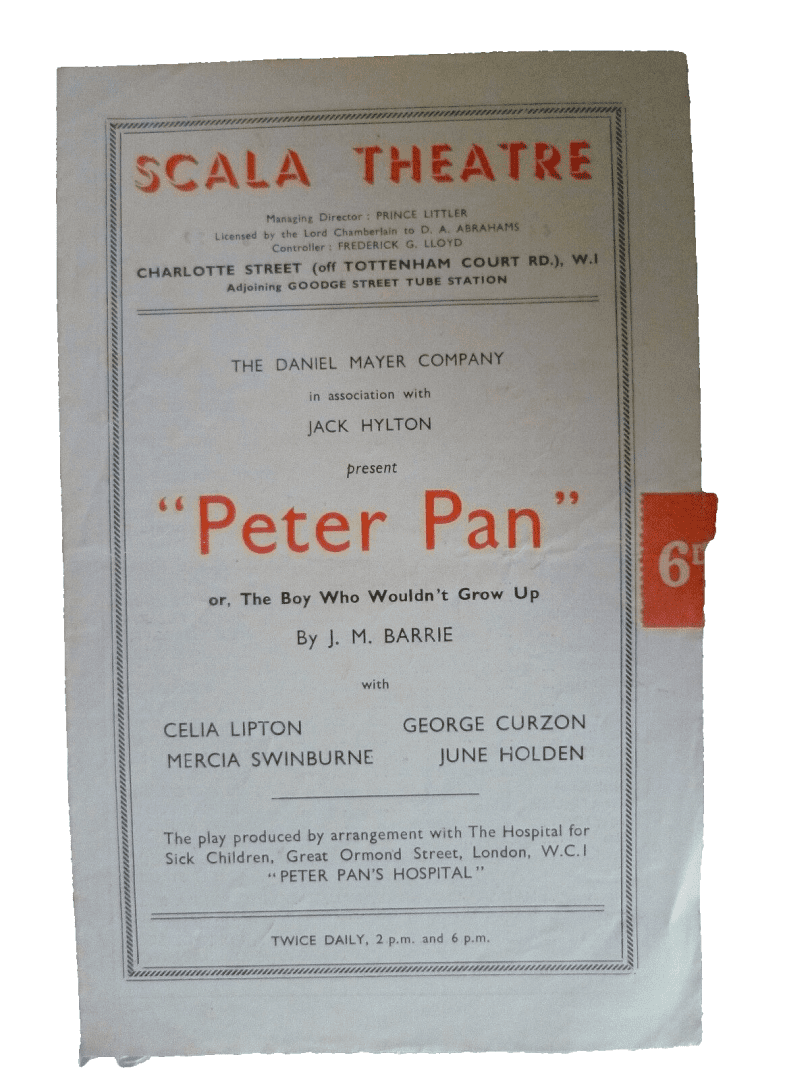 SCALA THEATRE
Managing Director : PRINCE LITTLER
Licensed by the Lord Chamberlain to D. A. ABRAHAMS
Controller : FREDERICK G. LLOYD
CHARLOTTE STREET (off TOTTENHAM COURT RD.), W.I
Adjoining GOODGE STREET TUBE STATION
THE DANIEL MAYER COMPANY
in association with
JACK HYLTON
present
“Peter Pan”
6D
or, The Boy Who Wouldn't Grow Up
By J. M. BARRIE
with
CELIA LIPTON GEORGE CURZON
MERCIA SWINBURNE JUNE HOLDEN
The play produced by arrangement with The Hospital for
Sick Children, Great Ormond Street, London, W.C.I
“PETER PAN'S HOSPITAL”
TWICE DAILY, 2 p.m. and 6 p.m.